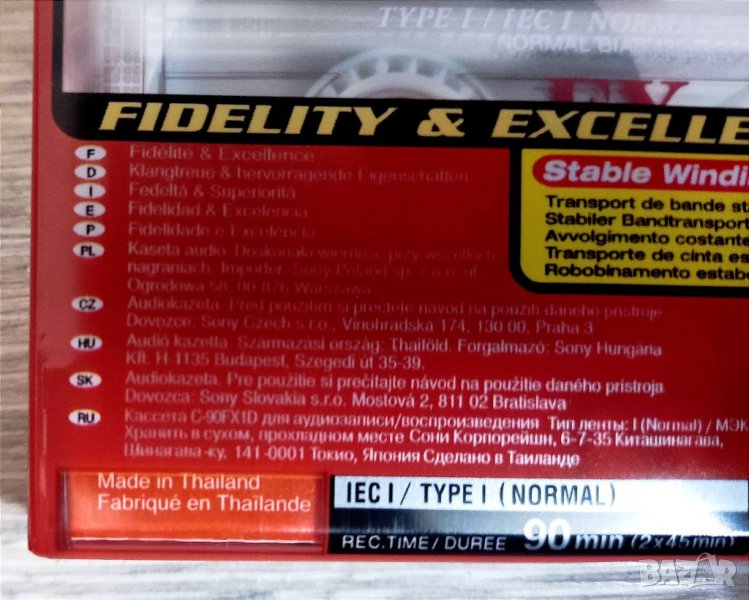 TYPE I / IEC I NORMAL
NORMAL BIAS
FIDELITY & EXCELLE
F Fidélité & Excellence
D Klangtreue & hervorragende Eigenschaften
I Fedeltà & Superiorità
E Fidelidad & Excelencia
P Fidelidade e Excelência
PL Kaseta audio. Doskonała wierność przy wszelkich
nagraniach. Importer: Sony Poland sp. z o.o. ul.
Ogrodowa 58, 00-876 Warszawa
CZ Audiokazeta. Před použitím si přečtěte návod na použití daného přístroje
Dovozce: Sony Czech s.r.o., Vinohradská 174, 130 00, Praha 3
HU Audió kazetta. Származási ország: Thaiföld. Forgalmazó: Sony Hungária
Kft. H-1135 Budapest, Szegedi út 35-39.
SK Audiokazeta. Pre použitie si prečítajte návod na použitie daného prístroja
Dovozca: Sony Slovakia s.r.o. Mostová 2, 811 02 Bratislava
RU Кассета C-90FX1D для аудиозаписи/воспроизведения Тип ленты: I (Normal) / МЭК
Хранить в сухом, прохладном месте Сони Корпорейшн, 6-7-35 Киташинагава,
Шинагава-ку, 141-0001 Токио, Япония Сделано в Таиланде
Stable Windi
Transport de bande sta
Stabiler Bandtransport
Avvolgimento costante
Transporte de cinta es
Robobinamento estab
Made in Thailand
Fabriqué en Thaïlande
IEC I / TYPE I (NORMAL)
REC.TIME / DURÉE 90 min (2x45 min)
BAZAR